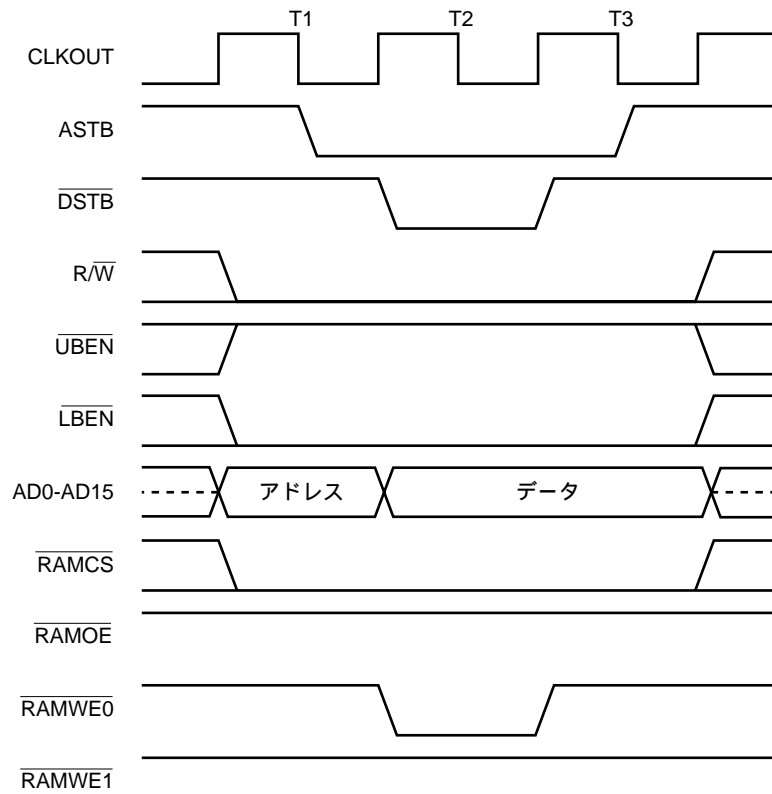 T1 T2 T3
CLKOUT
ASTB
DSTB
R/W
UBEN
LBEN
AD0-AD15 アドレス データ
RAMCS
RAMOE
RAMWE0
RAMWE1